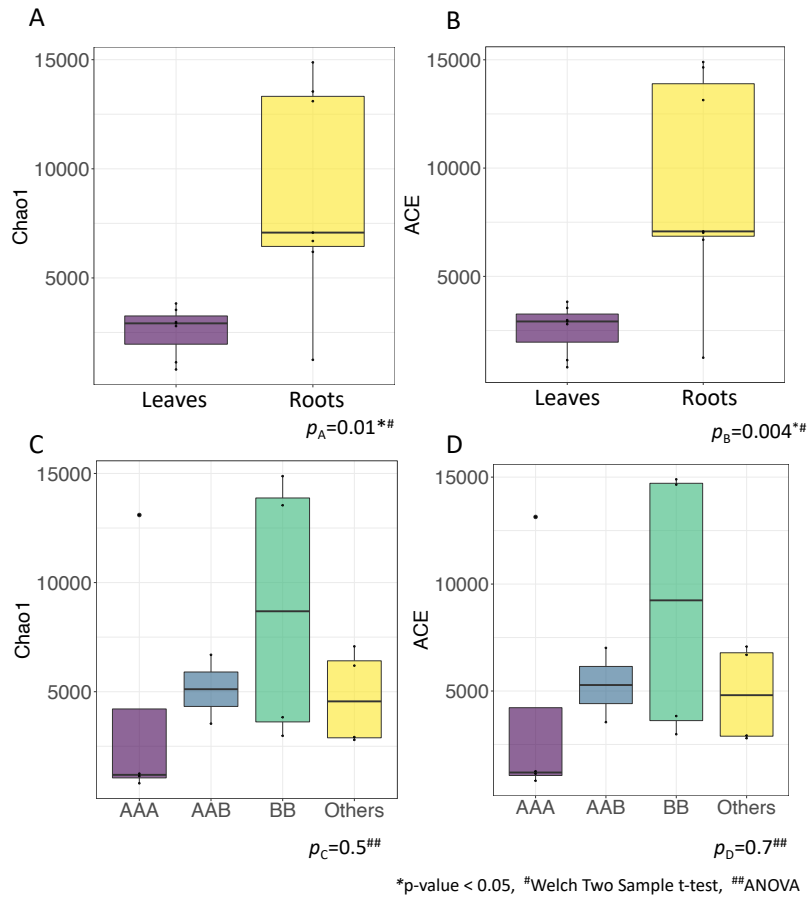 A
B
15000
10000
5000
Chao1
Leaves
Roots
pA=0.01*#
15000
10000
5000
ACE
Leaves
Roots
pB=0.004*#
C
D
15000
10000
5000
Chao1
AAA
AAB
BB
Others
pC=0.5##
15000
10000
5000
ACE
AAA
AAB
BB
Others
pD=0.7##
*p-value < 0.05, #Welch Two Sample t-test, ##ANOVA